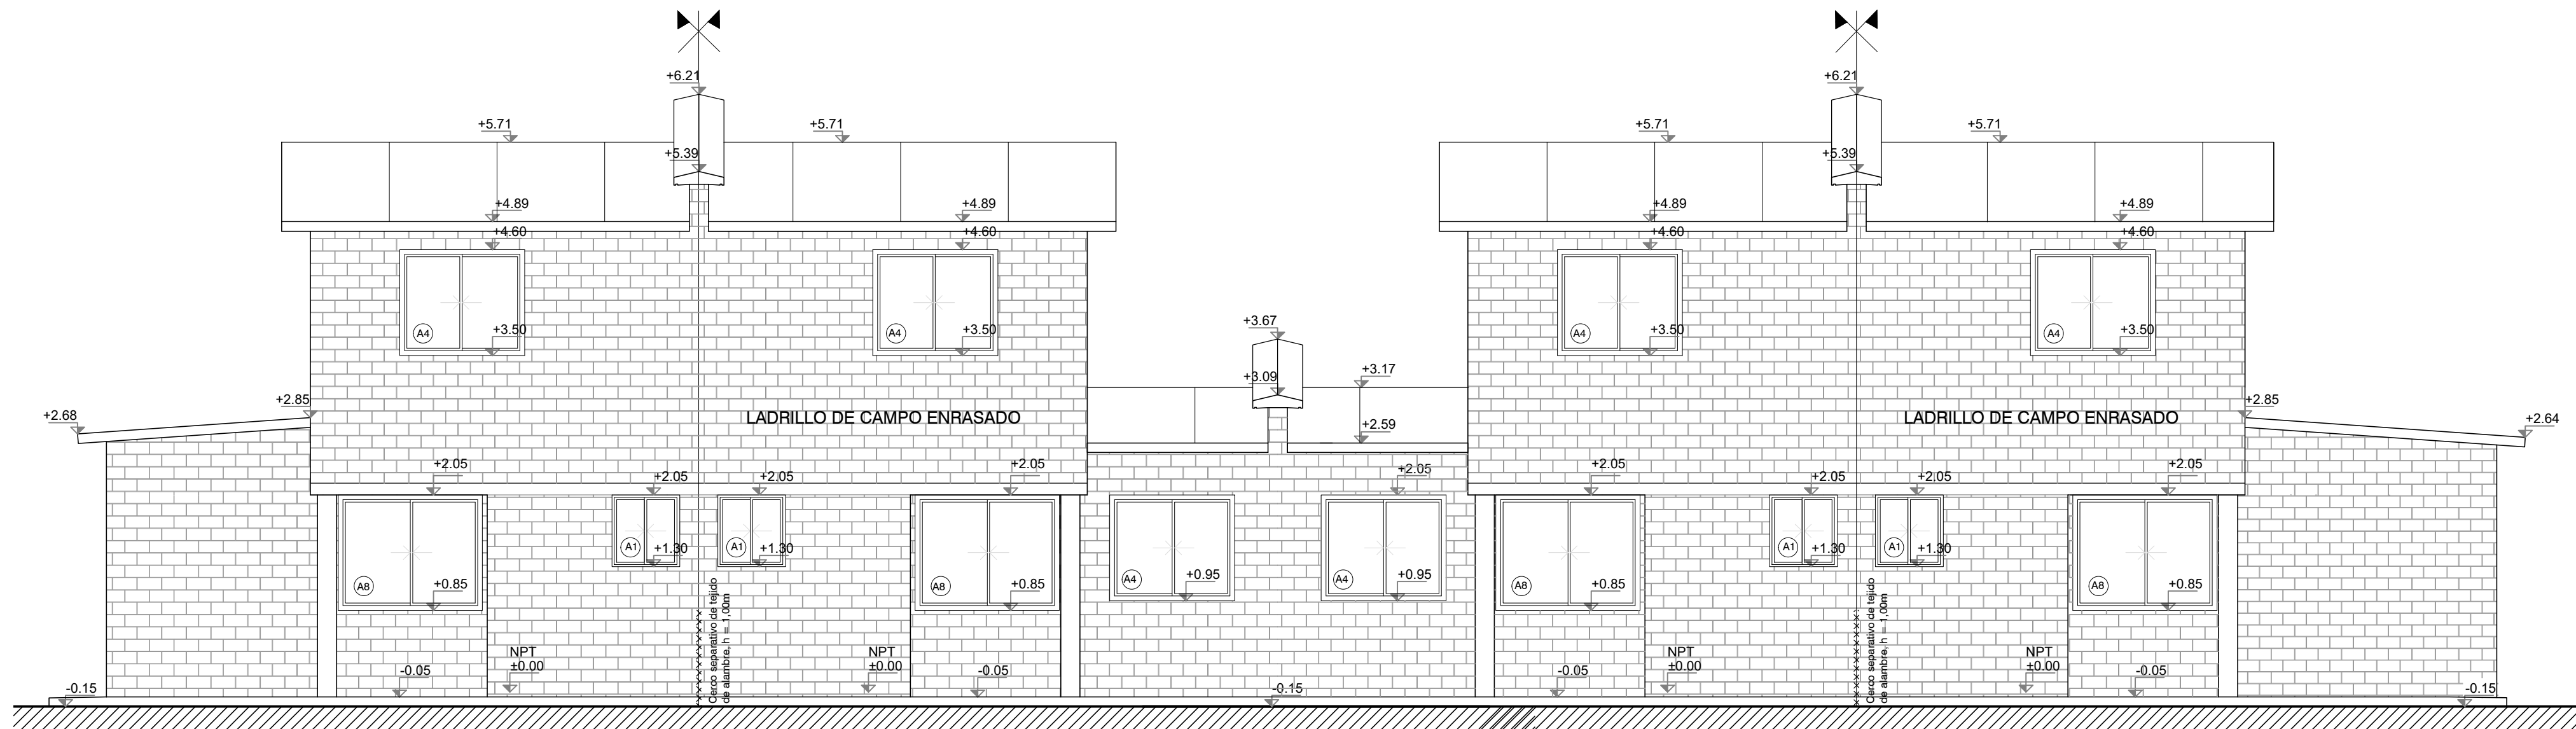 +6.21
+6.21
+5.71
+5.71
+5.71
+5.71
+5.39
+5.39
+4.89
+4.89
+4.89
+4.89
+4.60
+4.60
+4.60
+4.60
A4
+3.50
A4
+3.50
A4
+3.50
A4
+3.50
+3.67
+3.09
+3.17
+2.85
+2.85
+2.68
LADRILLO DE CAMPO ENRASADO
+2.59
LADRILLO DE CAMPO ENRASADO
+2.64
+2.05
+2.05
+2.05
+2.05
+2.05
+2.05
+2.05
+2.05
+2.05
A1
+1.30
A1
+1.30
A1
+1.30
A1
+1.30
A8
+0.85
A8
+0.85
A4
+0.95
A4
+0.95
A8
+0.85
A8
+0.85
Cerco separativo de tejido
de alambre, h = 1,00m
Cerco separativo de tejido
de alambre, h = 1,00m
NPT
±0.00
NPT
±0.00
NPT
±0.00
NPT
±0.00
-0.05
-0.05
-0.05
-0.05
-0.15
-0.15
-0.15